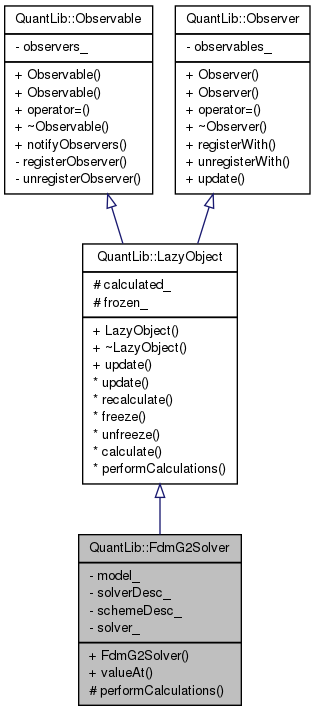 QuantLib::Observable
- observers_
+ Observable()
+ Observable()
+ operator=()
+ ~Observable()
+ notifyObservers()
- registerObserver()
- unregisterObserver()
QuantLib::Observer
- observables_
+ Observer()
+ Observer()
+ operator=()
+ ~Observer()
+ registerWith()
+ unregisterWith()
+ update()
QuantLib::LazyObject
# calculated_
# frozen_
+ LazyObject()
+ ~LazyObject()
+ update()
* update()
* recalculate()
* freeze()
* unfreeze()
* calculate()
* performCalculations()
QuantLib::FdmG2Solver
- model_
- solverDesc_
- schemeDesc_
- solver_
+ FdmG2Solver()
+ valueAt()
# performCalculations()